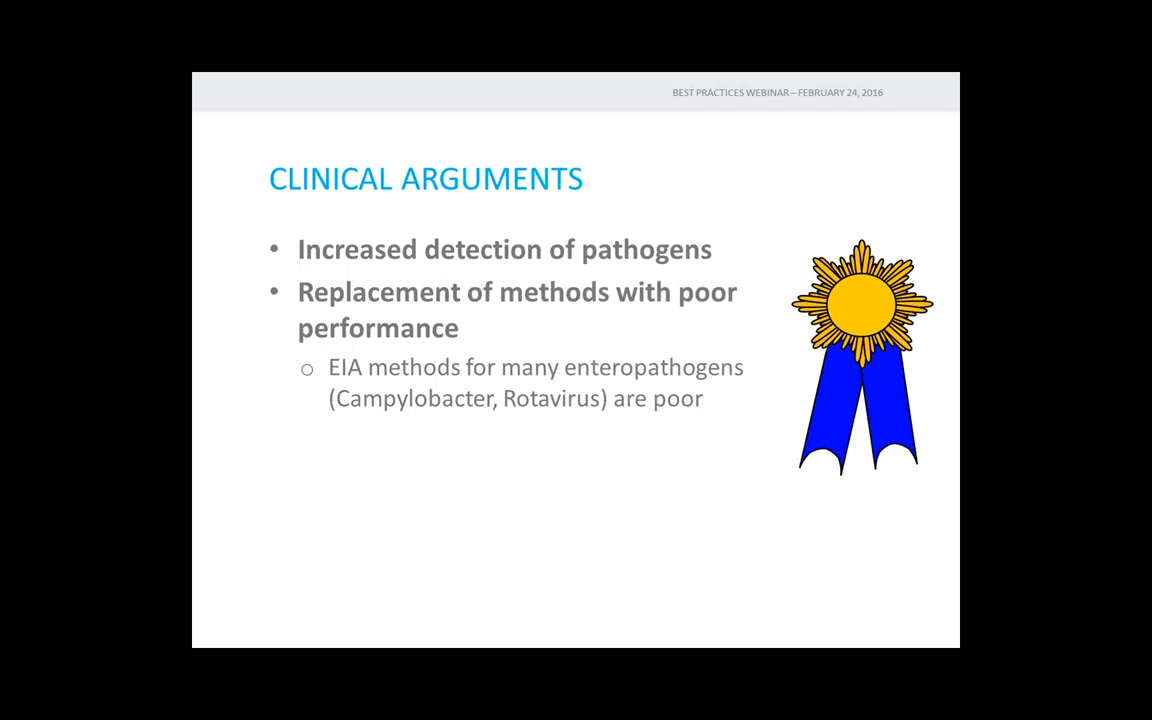 BEST PRACTICES WEBINAR – FEBRUARY 24, 2016
CLINICAL ARGUMENTS
• Increased detection of pathogens
• Replacement of methods with poor
performance
o EIA methods for many enteropathogens
(Campylobacter, Rotavirus) are poor